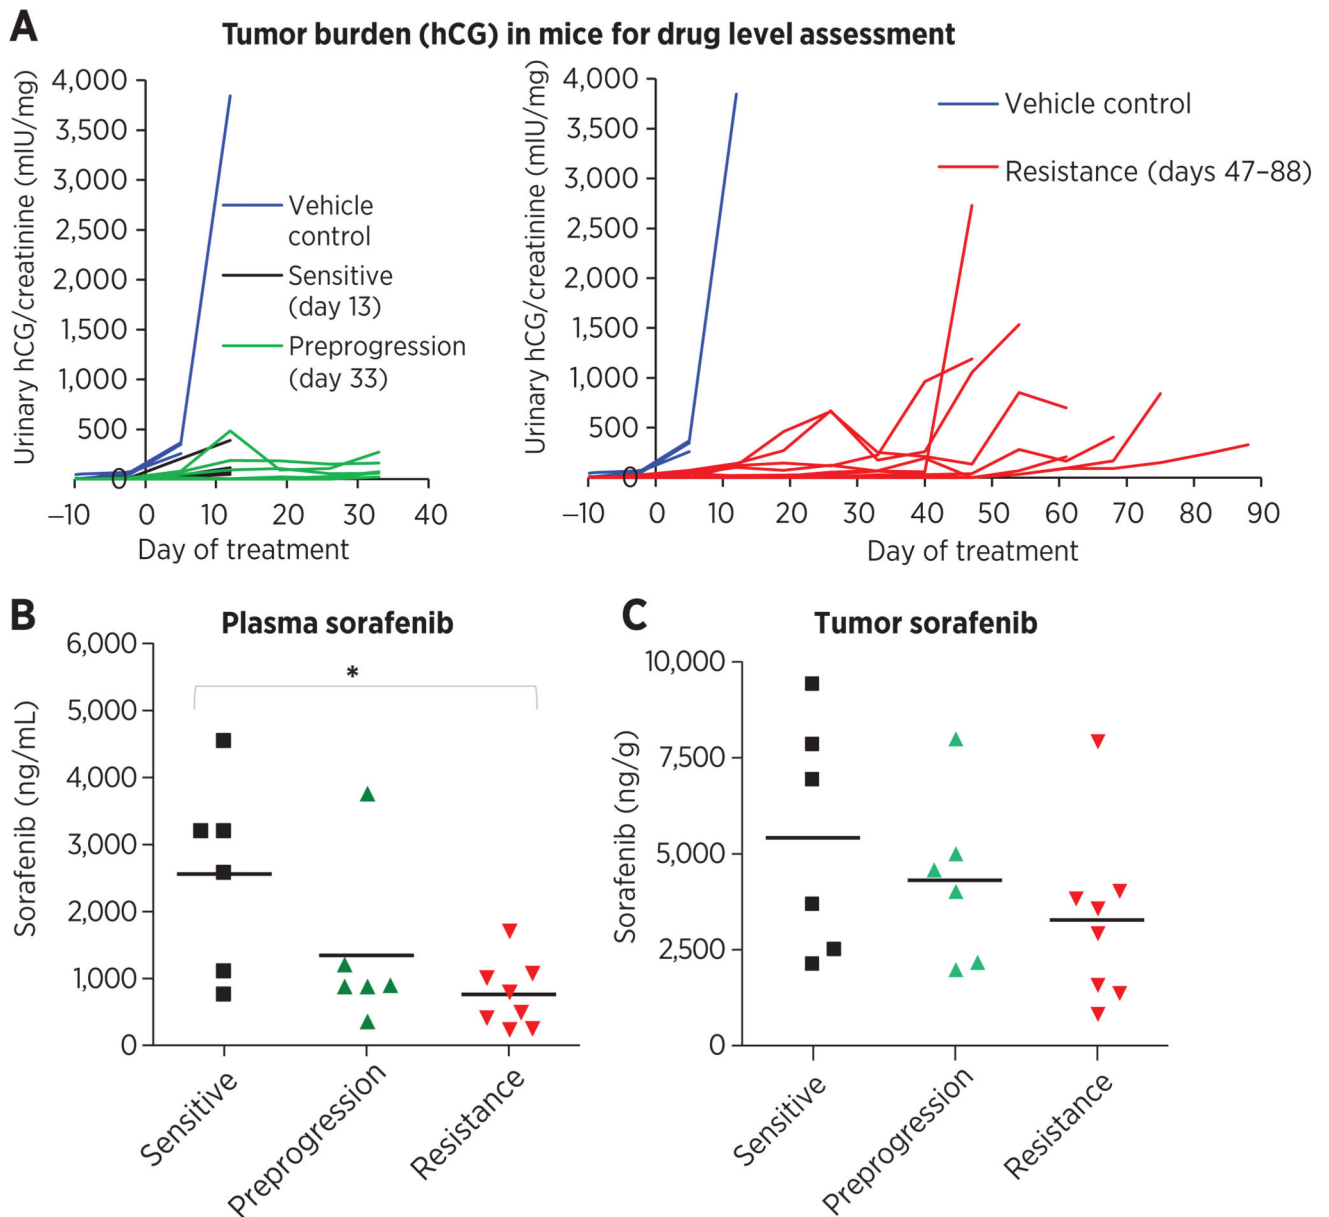 A
Tumor burden (hCG) in mice for drug level assessment
Urinary hCG/creatinine (mIU/mg)
4,000
3,500
3,000
2,500
2,000
1,500
1,000
500
0
–10
0
10
20
30
40
Day of treatment
Vehicle
control
Sensitive
(day 13)
Preprogression
(day 33)
Urinary hCG/creatinine (mIU/mg)
4,000
3,500
3,000
2,500
2,000
1,500
1,000
500
0
–10
0
10
20
30
40
50
60
70
80
90
Day of treatment
Vehicle control
Resistance (days 47–88)
B
Plasma sorafenib
Sorafenib (ng/mL)
6,000
5,000
4,000
3,000
2,000
1,000
0
*
Sensitive
Preprogression
Resistance
C
Tumor sorafenib
Sorafenib (ng/g)
10,000
7,500
5,000
2,500
0
Sensitive
Preprogression
Resistance